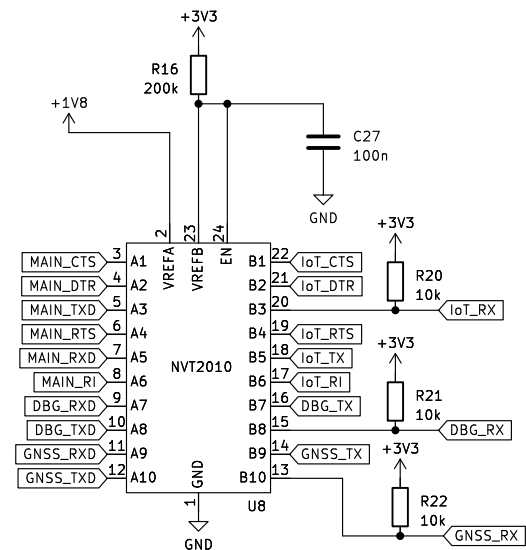 +3V3
R16
200k
+1V8
C27
100n
GND
2
23
24
VREFA
VREFB
EN
+3V3
R20
10k
MAIN_CTS 3 A1 B1 22 IoT_CTS
MAIN_DTR 4 A2 B2 21 IoT_DTR
MAIN_TXD 5 A3 B3 20 IoT_RX
MAIN_RTS 6 A4 B4 19 IoT_RTS
MAIN_RXD 7 A5 B5 18 IoT_TX
NVT2010
+3V3
MAIN_RI 8 A6 B6 17 IoT_RI
R21
10k
DBG_RXD 9 A7 B7 16 DBG_TX
DBG_TXD 10 A8 B8 15 DBG_RX
+3V3
GNSS_RXD 11 A9 B9 14 GNSS_TX
GNSS_TXD 12 A10 B10 13 GNSS_RX
GND
1
U8
R22
10k
GND